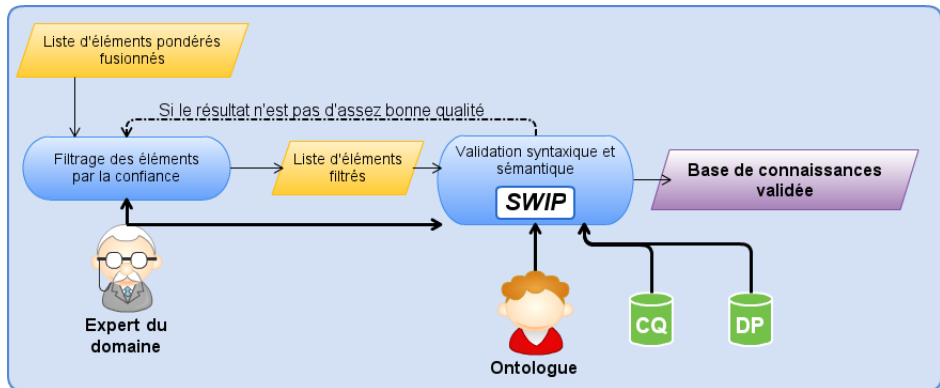 Liste d'éléments pondérés
fusionnés
Si le résultat n'est pas d'assez bonne qualité
Filtrage des éléments
par la confiance
Liste d'éléments
filtrés
Validation syntaxique et
sémantique
SWIP
Base de connaissances
validée
Expert du
domaine
Ontologue
CQ
DP